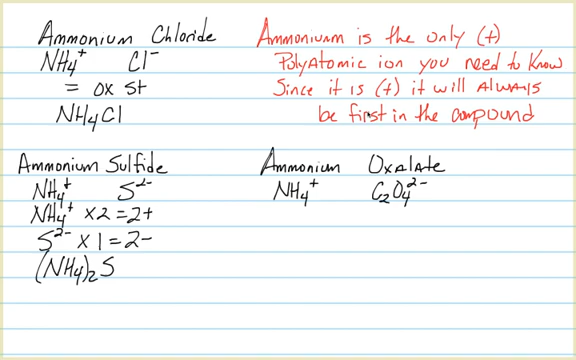 Ammonium Chloride
NH₄⁺ Cl⁻
= ox st
NH₄Cl
Ammonium is the only (+)
Polyatomic ion you need to know
Since it is (+) it will always
be first in the compound
Ammonium Sulfide
NH₄⁺ S²⁻
NH₄⁺ x2 = 2+
S²⁻ x 1 = 2-
(NH₄)₂S
Ammonium Oxalate
NH₄⁺ C₂O₄²⁻